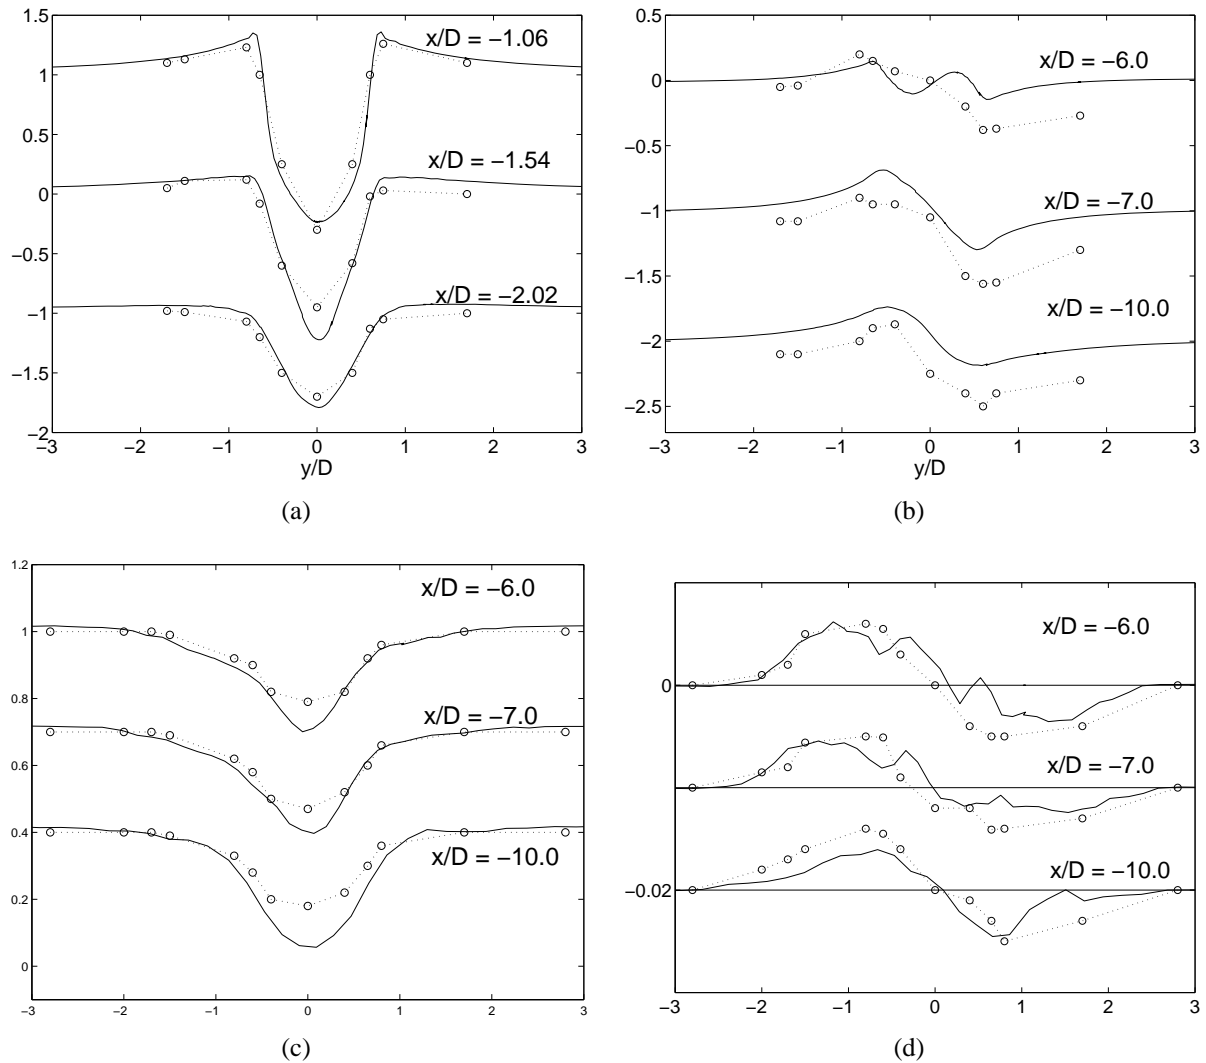 1.5
1
0.5
0
−0.5
−1
−1.5
−2
x/D = −1.06
x/D = −1.54
x/D = −2.02
−3 −2 −1 0 1 2 3
y/D
(a)
0.5
0
−0.5
−1
−1.5
−2
−2.5
x/D = −6.0
x/D = −7.0
x/D = −10.0
−3 −2 −1 0 1 2 3
y/D
(b)
1.2
1
0.8
0.6
0.4
0.2
0
x/D = −6.0
x/D = −7.0
x/D = −10.0
−3 −2 −1 0 1 2 3
(c)
0
−0.02
x/D = −6.0
x/D = −7.0
x/D = −10.0
−3 −2 −1 0 1 2 3
(d)